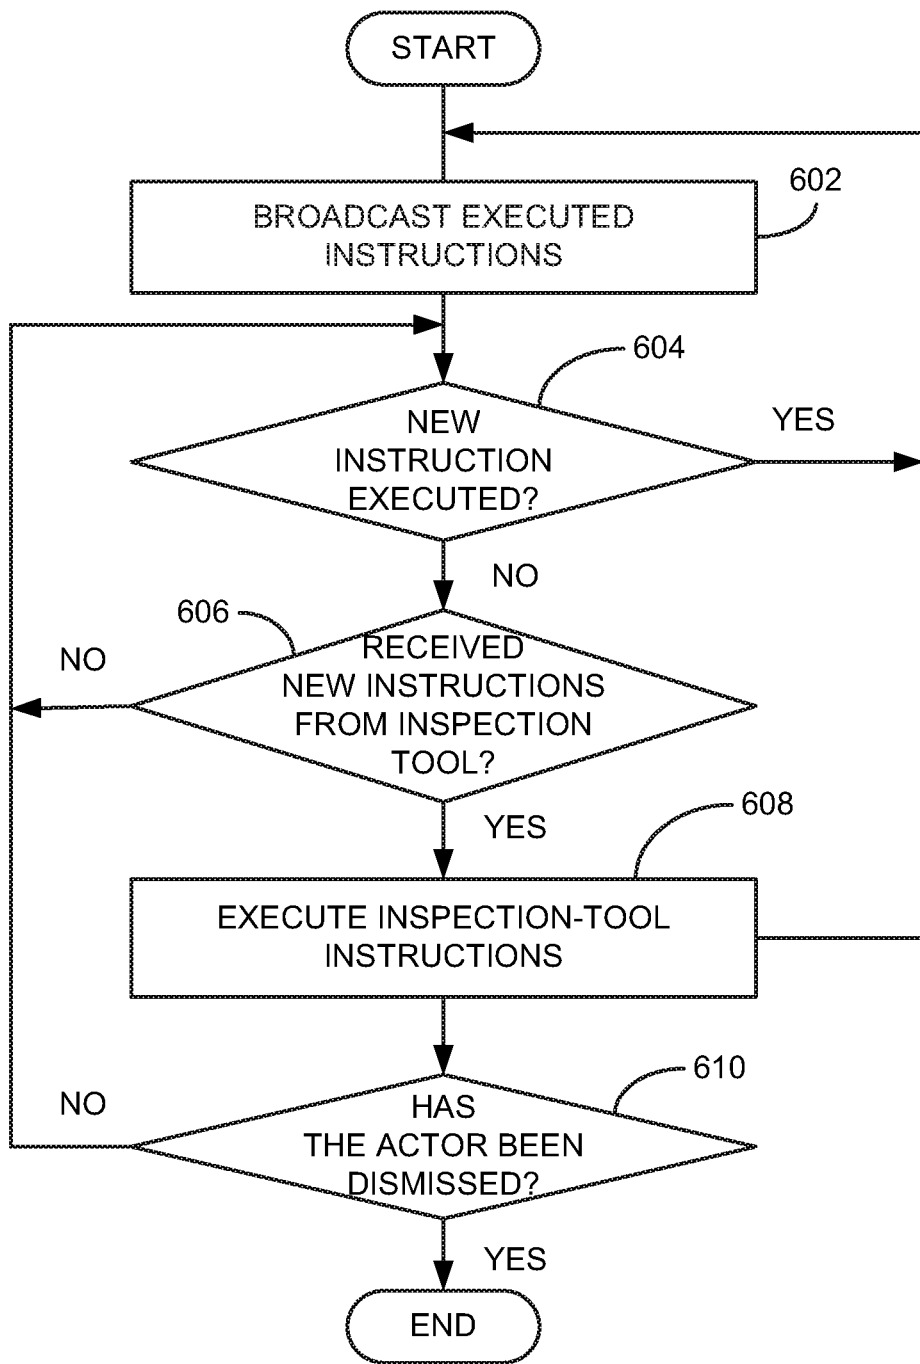 START
602
BROADCAST EXECUTED
INSTRUCTIONS
604
NEW
INSTRUCTION
EXECUTED?
YES
NO
606
RECEIVED
NEW INSTRUCTIONS
FROM INSPECTION
TOOL?
NO
YES
608
EXECUTE INSPECTION-TOOL
INSTRUCTIONS
610
HAS
THE ACTOR BEEN
DISMISSED?
NO
YES
END